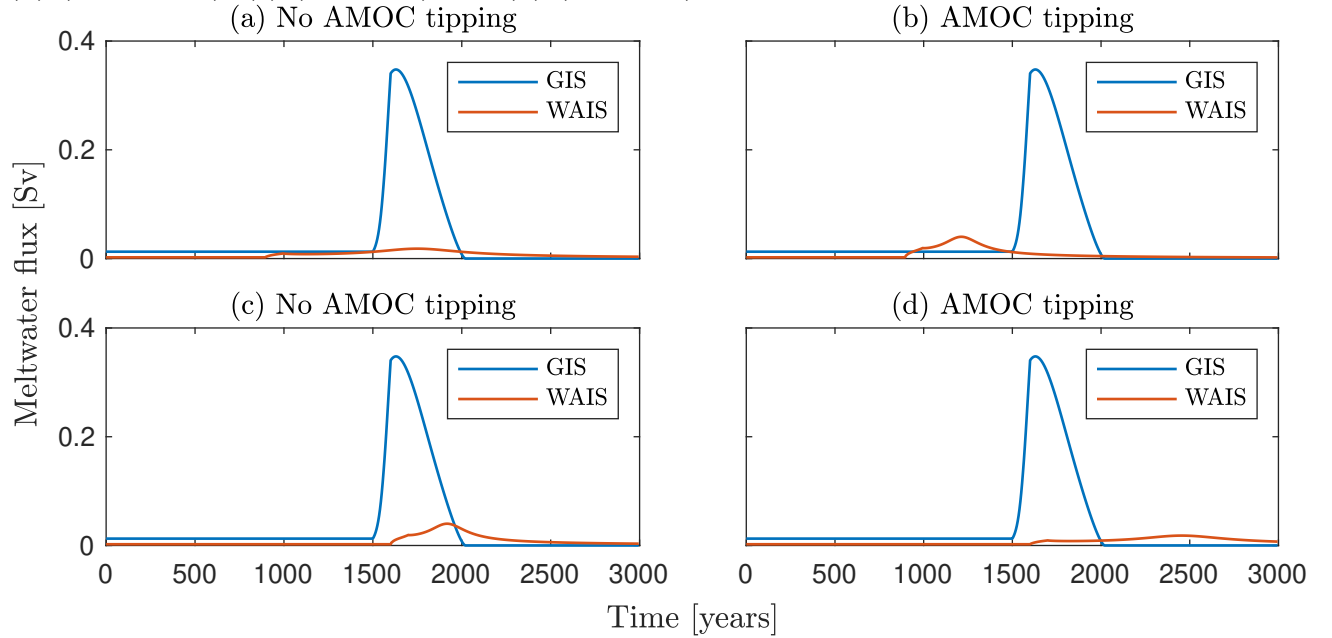 (a) No AMOC tipping
(b) AMOC tipping
0.4
0.2
0
GIS
WAIS
GIS
WAIS
Meltwater flux [Sv]
(c) No AMOC tipping
(d) AMOC tipping
0.4
0.2
0
GIS
WAIS
GIS
WAIS
0 500 1000 1500 2000 2500 3000
0 500 1000 1500 2000 2500 3000
Time [years]